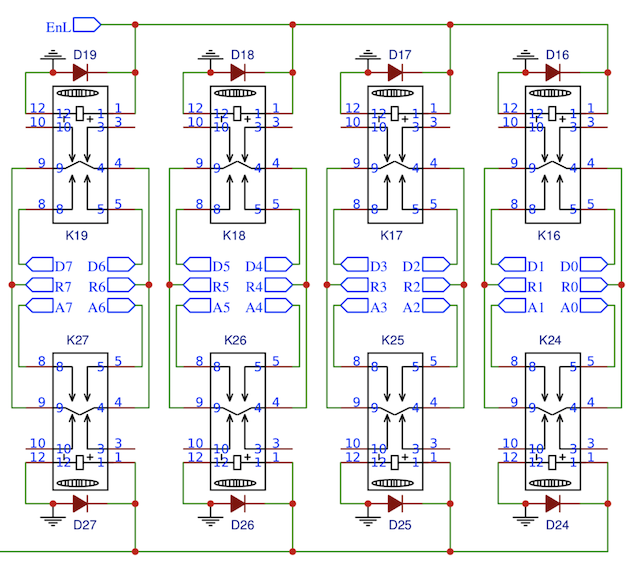 EnL
D19 D18 D17 D16
12 12 + 1 1 12 12 + 1 1 12 12 + 1 1 12 12 + 1 1
10 10 3 3 10 10 3 3 10 10 3 3 10 10 3 3
9 9 4 4 9 9 4 4 9 9 4 4 9 9 4 4
8 8 5 5 8 8 5 5 8 8 5 5 8 8 5 5
K19 K18 K17 K16
D7 D6 D5 D4 D3 D2 D1 D0
R7 R6 R5 R4 R3 R2 R1 R0
A7 A6 A5 A4 A3 A2 A1 A0
K27 K26 K25 K24
8 8 5 5 8 8 5 5 8 8 5 5 8 8 5 5
9 9 4 4 9 9 4 4 9 9 4 4 9 9 4 4
10 10 3 3 10 10 3 3 10 10 3 3 10 10 3 3
12 12 + 1 1 12 12 + 1 1 12 12 + 1 1 12 12 + 1 1
D27 D26 D25 D24